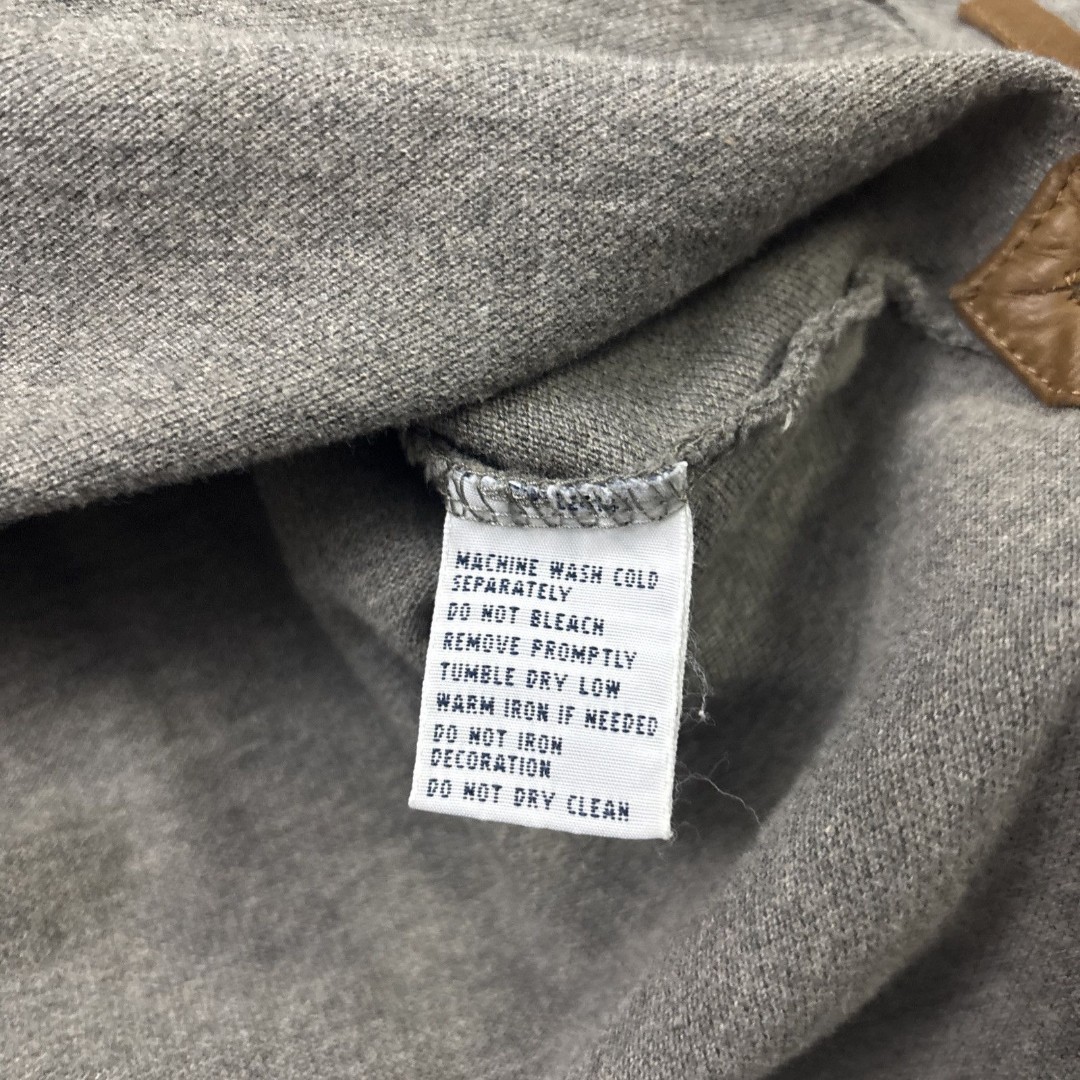 MACHINE WASH COLD
SEPARATELY
DO NOT BLEACH
REMOVE PROMPTLY
TUMBLE DRY LOW
WARM IRON IF NEEDED
DO NOT IRON
DECORATION
DO NOT DRY CLEAN